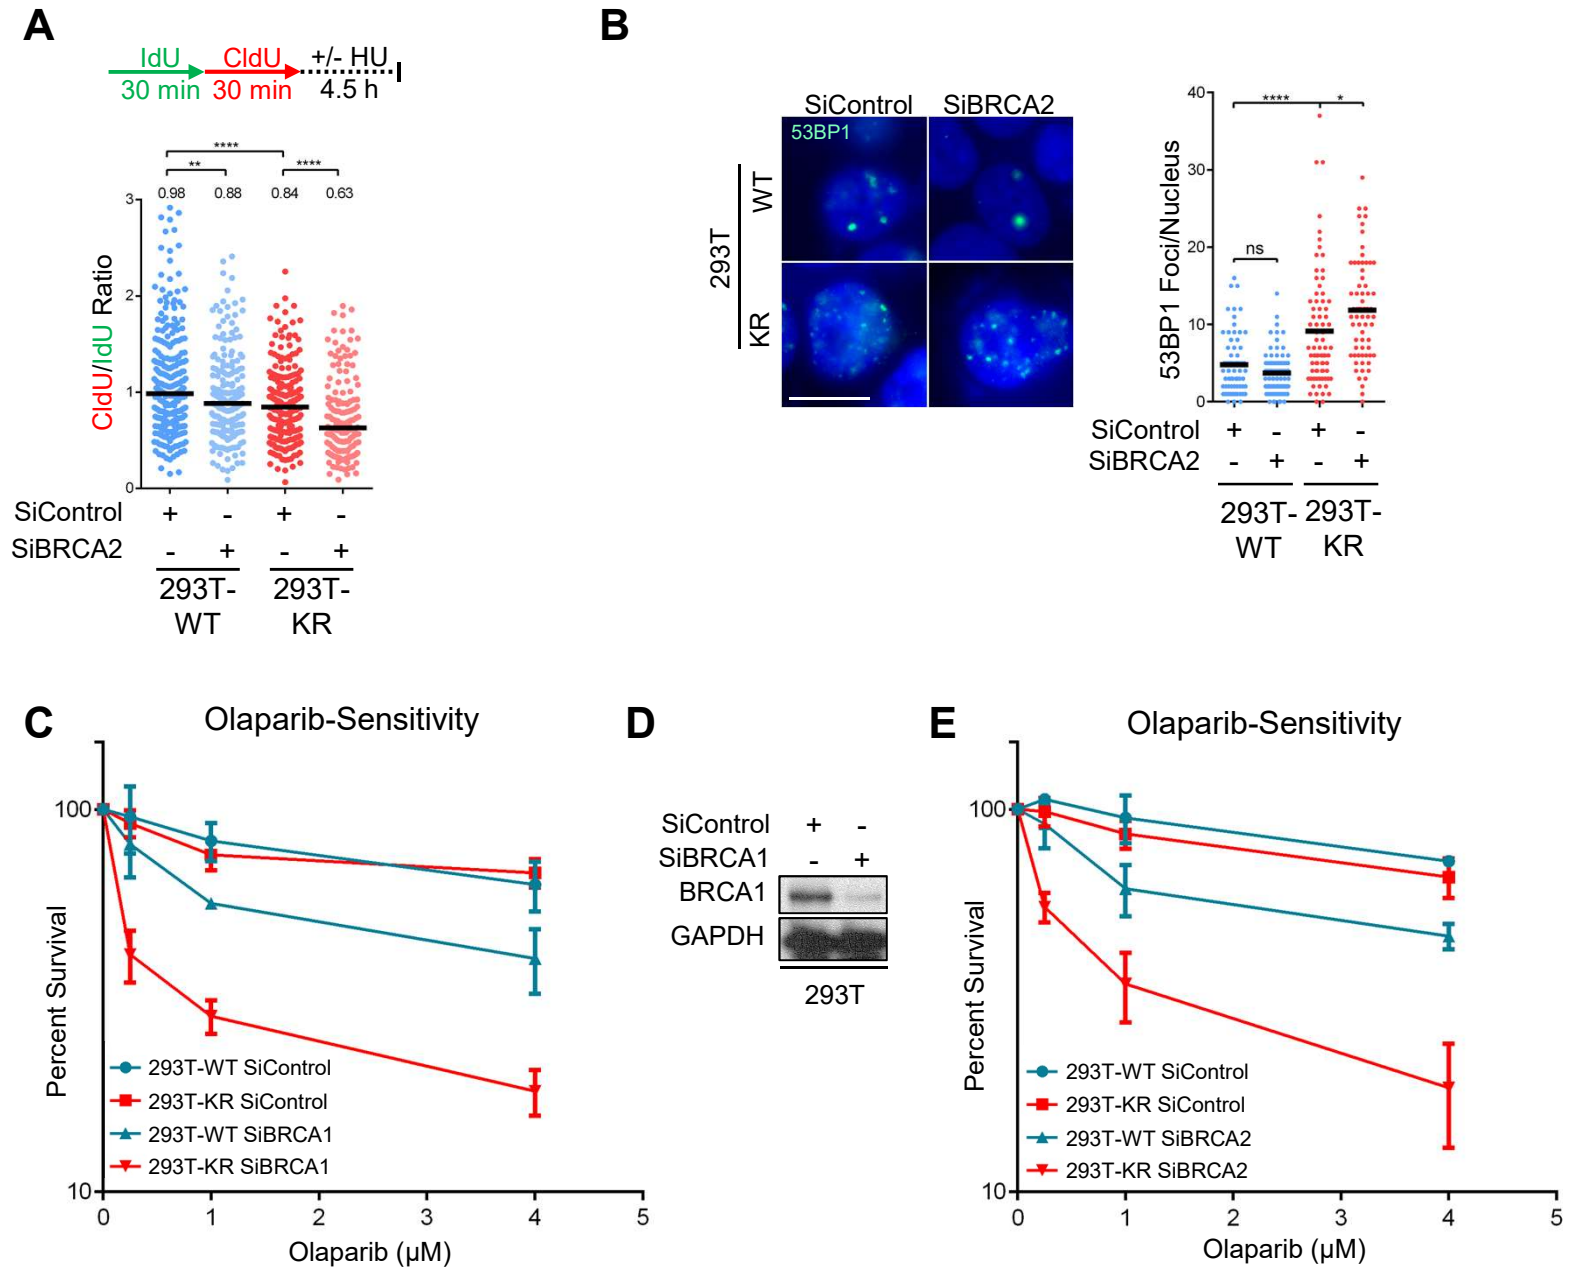 A
IdU CldU +/- HU
30 min 30 min 4.5 h
****
** ****
0.98 0.88 0.84 0.63
CldU/IdU Ratio
3
2
1
0
SiControl + - + -
SiBRCA2 - + - +
293T-WT 293T-KR
B
SiControl SiBRCA2
53BP1
293T
WT
KR
53BP1 Foci/Nucleus
40
30
20
10
0
**** *
ns
SiControl + - + -
SiBRCA2 - + - +
293T-WT 293T-KR
C
Olaparib-Sensitivity
Percent Survival
100
10
293T-WT SiControl
293T-KR SiControl
293T-WT SiBRCA1
293T-KR SiBRCA1
0 1 2 3 4 5
Olaparib (µM)
D
SiControl + -
SiBRCA1 - +
BRCA1
GAPDH
293T
E
Olaparib-Sensitivity
Percent Survival
100
10
293T-WT SiControl
293T-KR SiControl
293T-WT SiBRCA2
293T-KR SiBRCA2
0 1 2 3 4 5
Olaparib (µM)